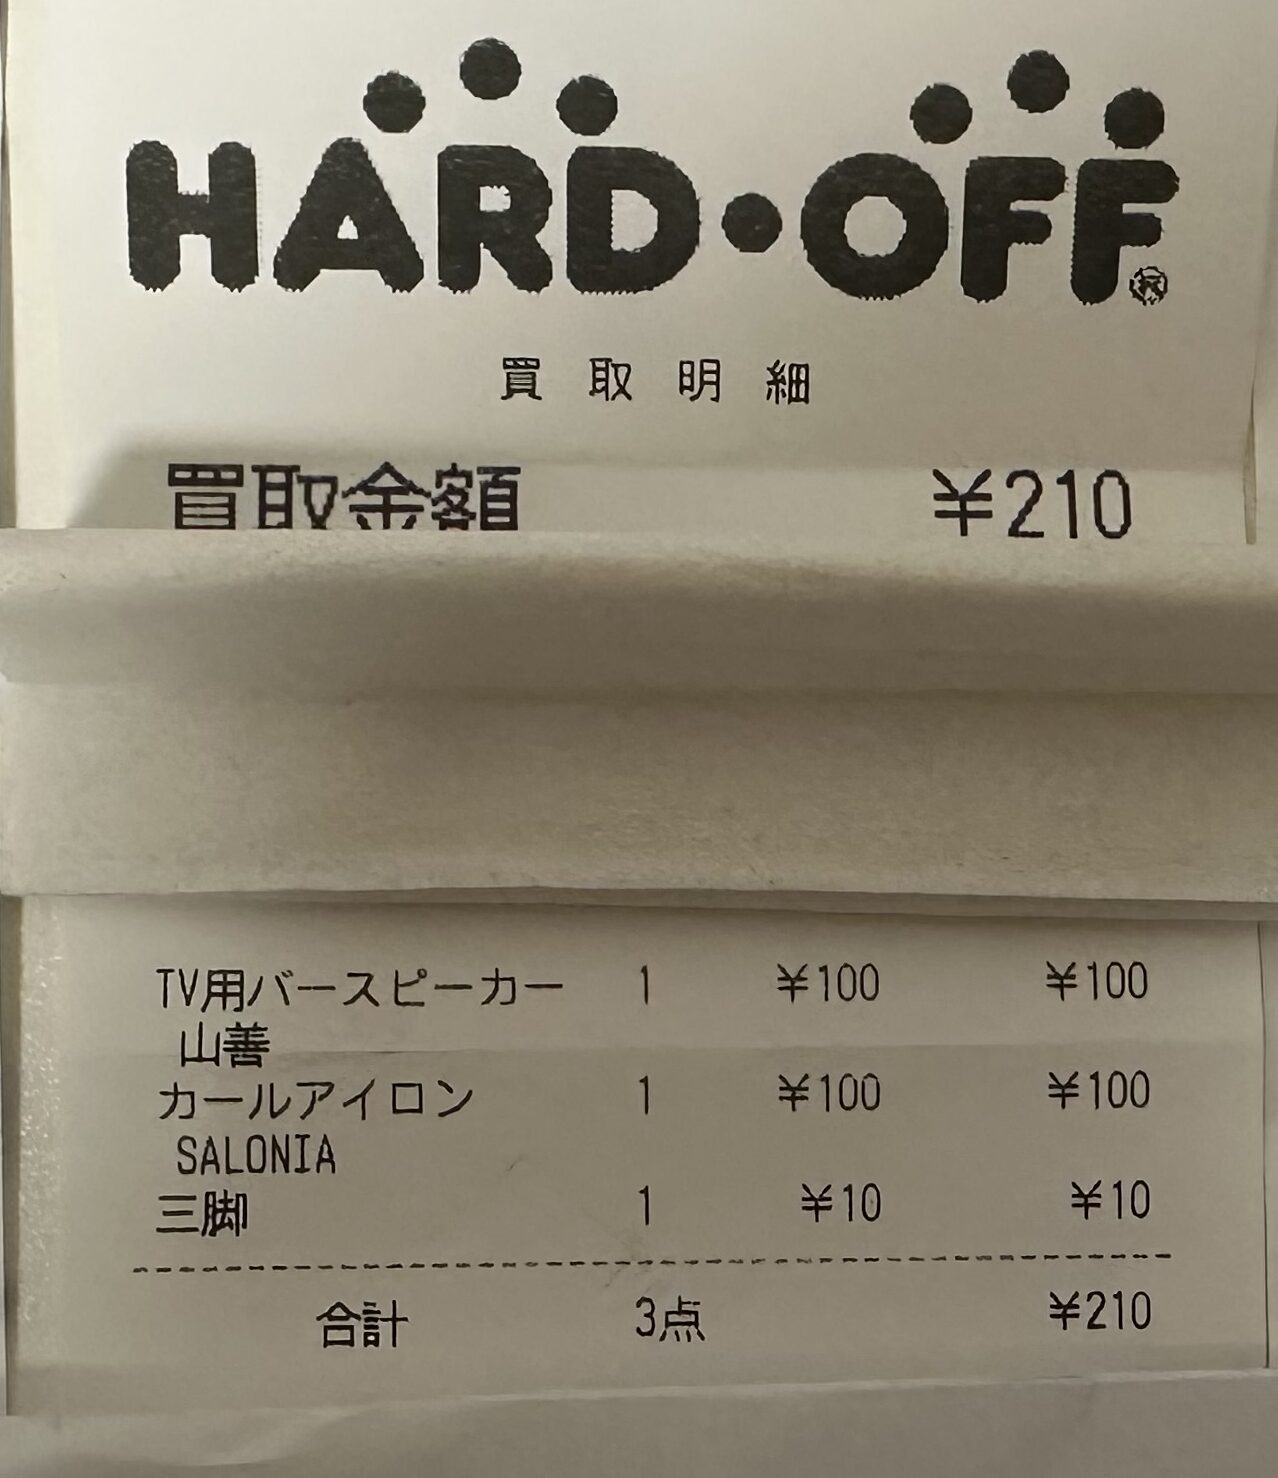 HARD・OFF®
買取明細
買取金額 ¥210
TV用バースピーカー 1 ¥100 ¥100
山善
カールアイロン 1 ¥100 ¥100
SALONIA
三脚 1 ¥10 ¥10
合計 3点 ¥210